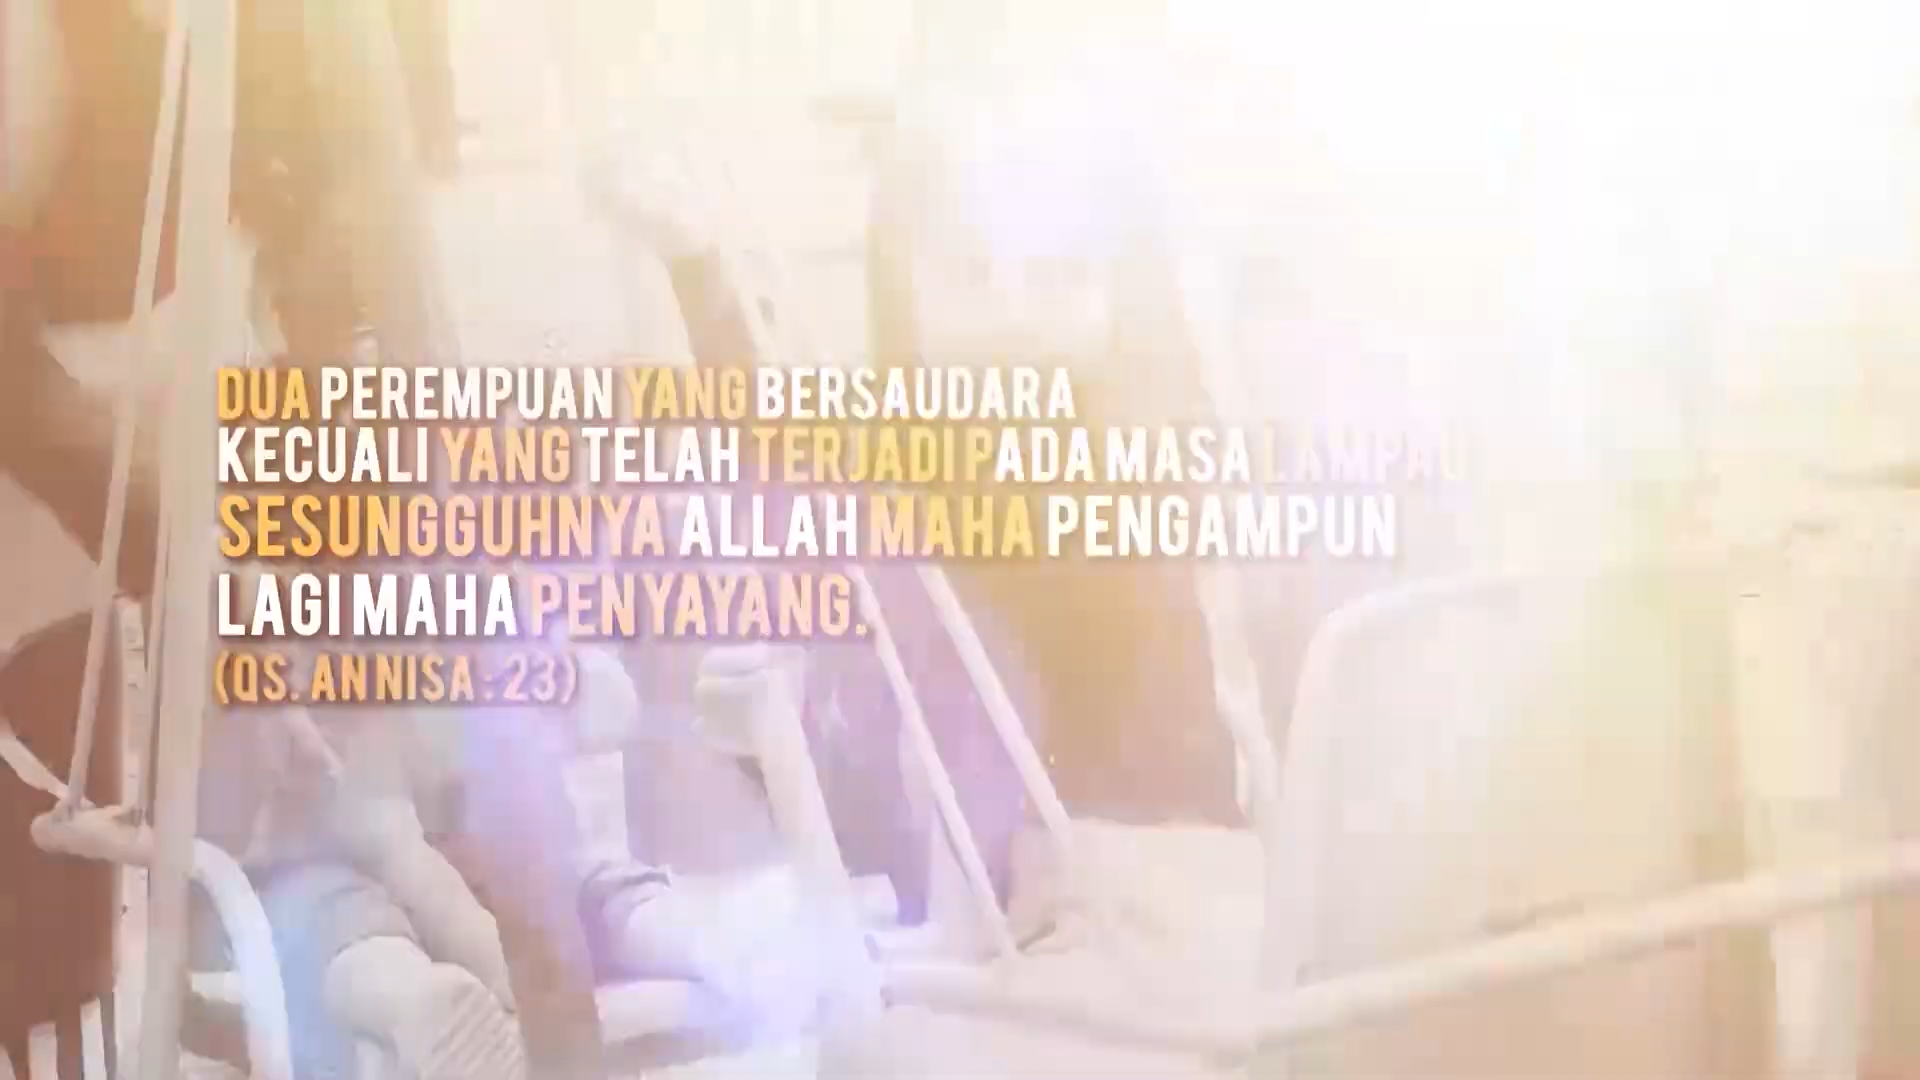 DUA PEREMPUAN YANG BERSAUDARA
KECUALI YANG TELAH TERJADI PADA MASA LAMPAU
SESUNGGUHNYA ALLAH MAHA PENGAMPUN
LAGI MAHA PENYAYANG.
(QS. AN NISA : 23)